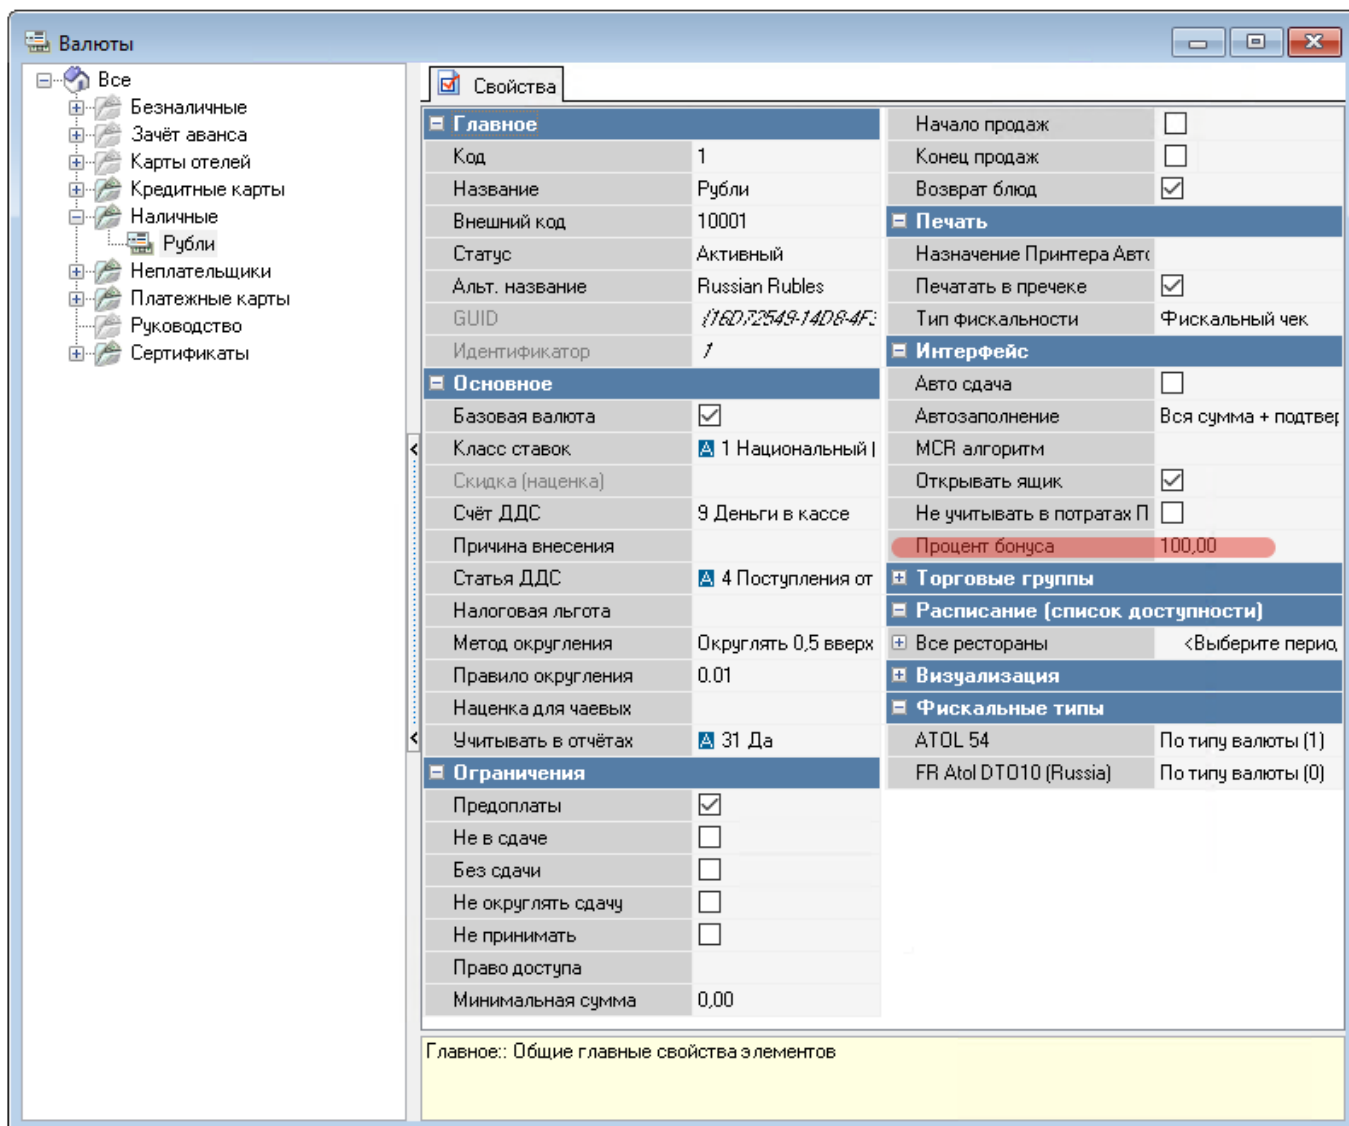 Валюты
Все
Безналичные
Зачёт аванса
Карты отелей
Кредитные карты
Наличные
Рубли
Неплательщики
Платежные карты
Руководство
Сертификаты
Свойства
Главное
Код 1
Название Рубли
Внешний код 10001
Статус Активный
Альт. название Russian Rubles
GUID {16D72549-14D8-4F3
Идентификатор 1
Основное
Базовая валюта
Класс ставок A 1 Национальный
Скидка (наценка)
Счёт ДДС 9 Деньги в кассе
Причина внесения
Статья ДДС A 4 Поступления от
Налоговая льгота
Метод округления Округлять 0,5 вверх
Правило округления 0.01
Наценка для чаевых
Учитывать в отчётах A 31 Да
Ограничения
Предоплаты
Не в сдаче
Без сдачи
Не округлять сдачу
Не принимать
Право доступа
Минимальная сумма 0,00
Начало продаж
Конец продаж
Возврат блюд
Печать
Назначение Принтера Авто
Печатать в пречеке
Тип фискальности Фискальный чек
Интерфейс
Авто сдача
Автозаполнение Вся сумма + подтвер
MCR алгоритм
Открывать ящик
Не учитывать в потратах П
Процент бонуса 100,00
Торговые группы
Расписание (список доступности)
Все рестораны <Выберите перио
Визуализация
Фискальные типы
ATOL 54 По типу валюты (1)
FR Atol DTO10 (Russia) По типу валюты (0)
Главное:: Общие главные свойства элементов